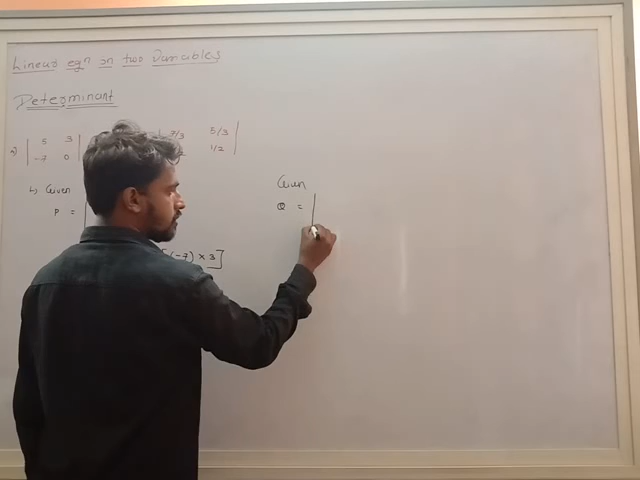 Linear eqn in two Variables
Determinant
5 3 -7/3 5/3
-7 0 1/2
Given Given
P = Q =
(-7) × 3]